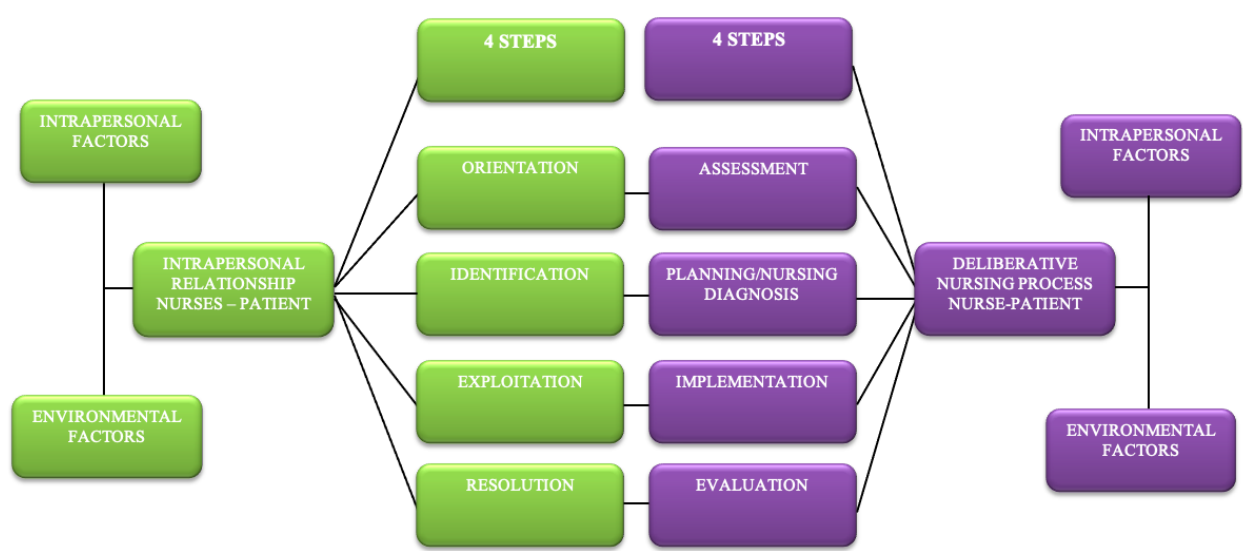 4 STEPS
4 STEPS
INTRAPERSONAL
FACTORS
INTRAPERSONAL
FACTORS
ORIENTATION
ASSESSMENT
INTRAPERSONAL
RELATIONSHIP
NURSES – PATIENT
IDENTIFICATION
PLANNING/NURSING
DIAGNOSIS
DELIBERATIVE
NURSING PROCESS
NURSE-PATIENT
EXPLOITATION
IMPLEMENTATION
ENVIRONMENTAL
FACTORS
ENVIRONMENTAL
FACTORS
RESOLUTION
EVALUATION